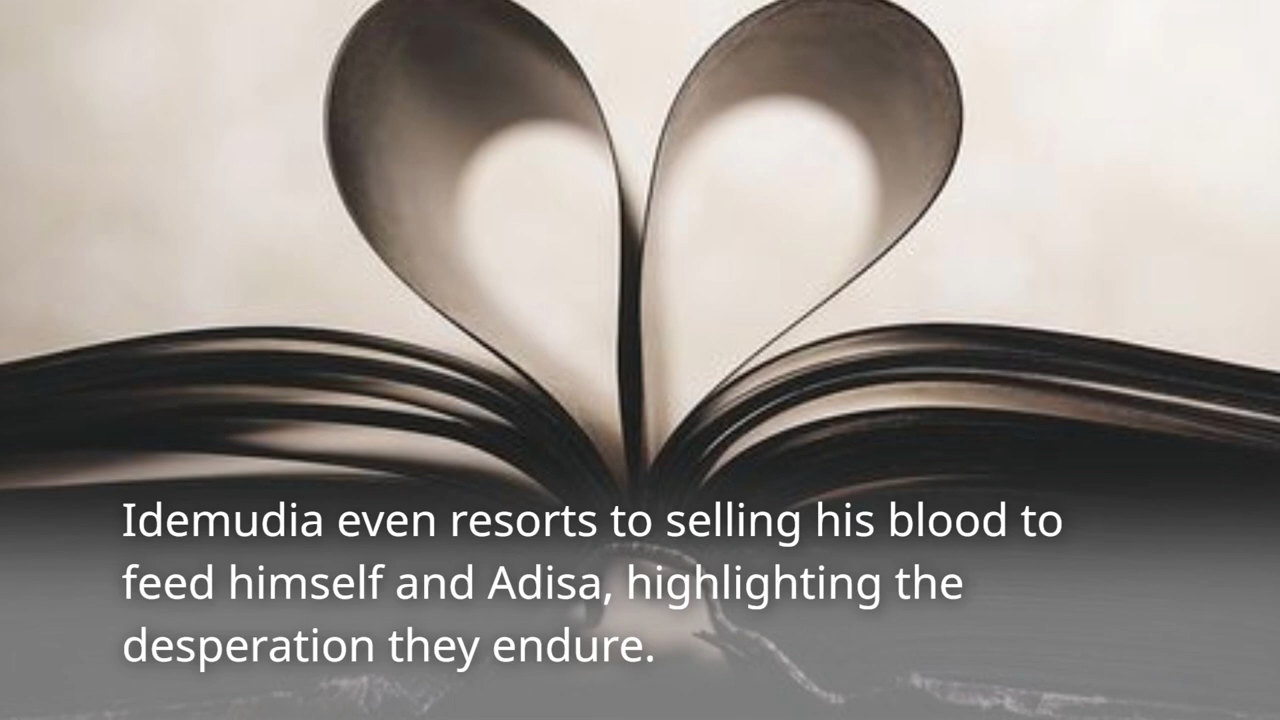 Idemudia even resorts to selling his blood to
feed himself and Adisa, highlighting the
desperation they endure.